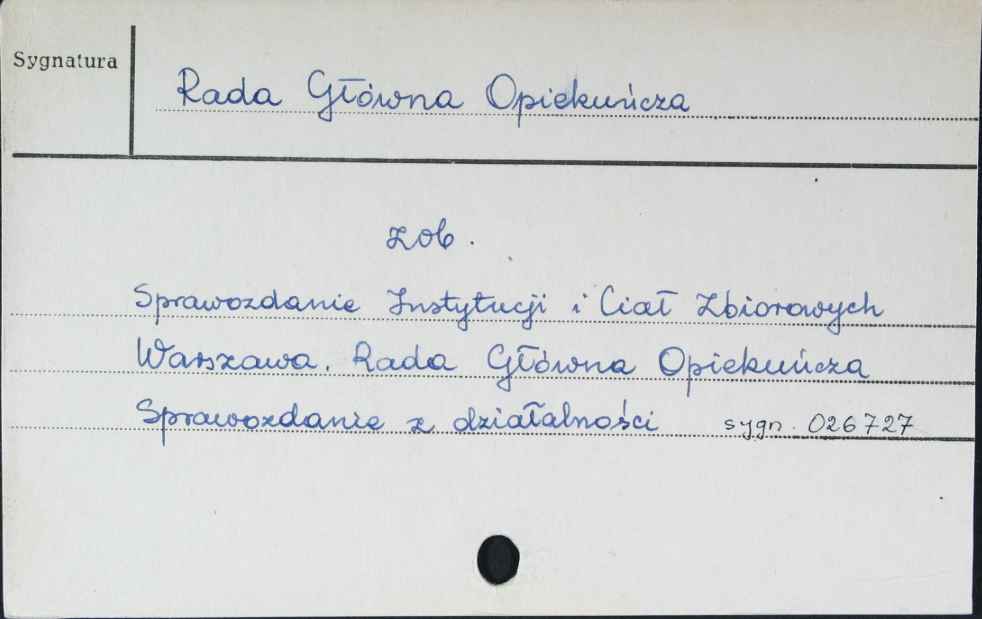 Sygnatura
Rada Główna Opiekuńcza
zob.
Sprawozdanie Instytucji i Ciał Zbiorowych
Warszawa. Rada Główna Opiekuńcza
Sprawozdanie z działalności sygn. 026727